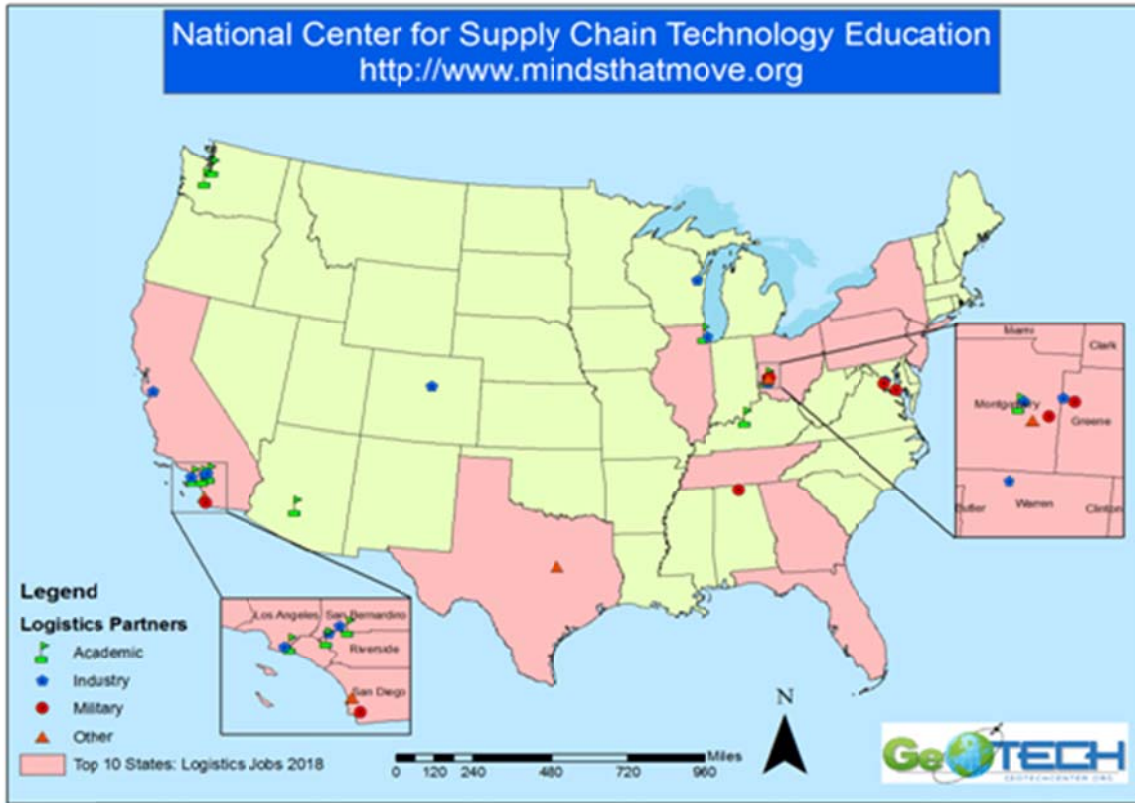 National Center for Supply Chain Technology Education
http://www.mindsthatmove.org
Miami
Clark
Montgomery
Greene
Butler
Warren
Clinton
Legend
Logistics Partners
Academic
Industry
Military
Other
Top 10 States: Logistics Jobs 2018
Los Angeles
San Bernardino
Riverside
San Diego
N
Miles
0 120 240 480 720 960
GeoTECH
GEOTECHCENTER.ORG